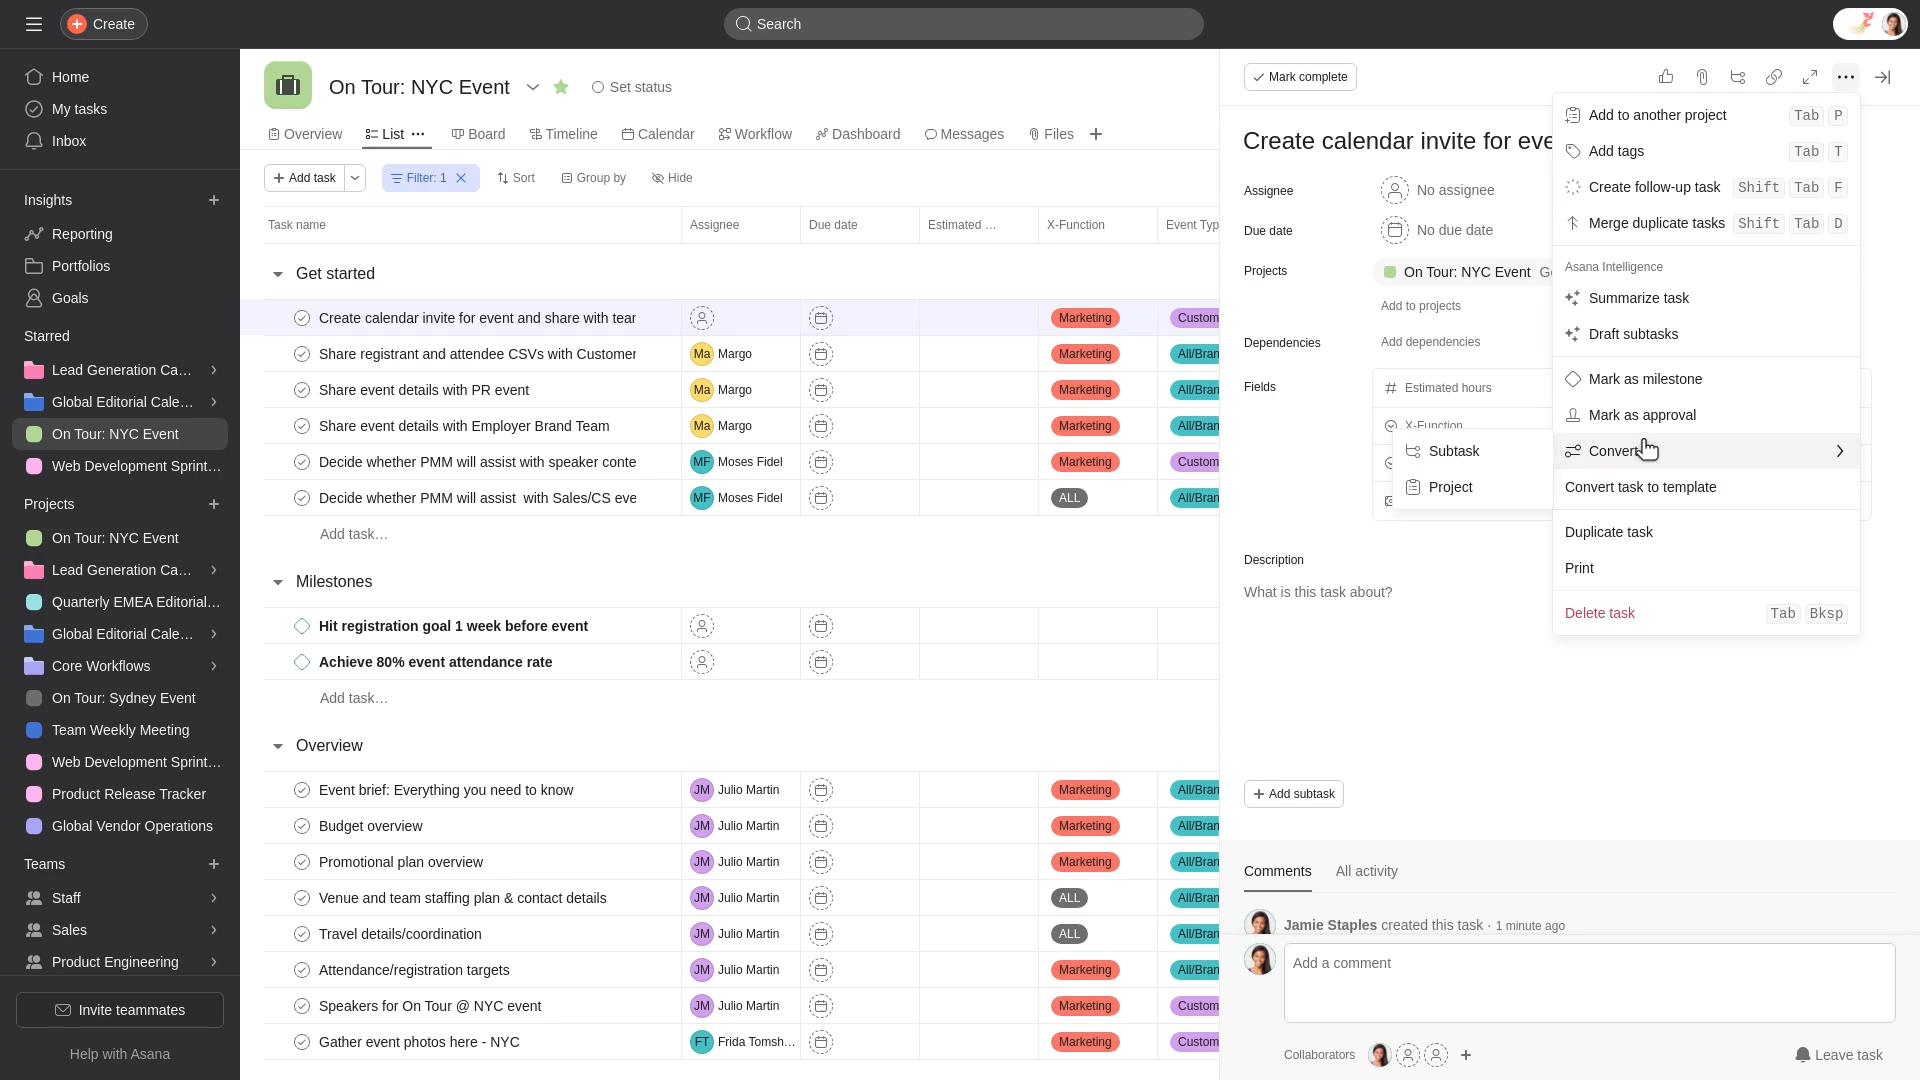 Create
Search
Home
My tasks
Inbox
Insights
Reporting
Portfolios
Goals
Starred
Lead Generation Ca...
Global Editorial Cale...
On Tour: NYC Event
Web Development Sprint...
Projects
On Tour: NYC Event
Lead Generation Ca...
Quarterly EMEA Editorial...
Global Editorial Cale...
Core Workflows
On Tour: Sydney Event
Team Weekly Meeting
Web Development Sprint...
Product Release Tracker
Global Vendor Operations
Teams
Staff
Sales
Product Engineering
Invite teammates
Help with Asana
On Tour: NYC Event
Set status
Overview List Board Timeline Calendar Workflow Dashboard Messages Files
Add task Filter: 1 Sort Group by Hide
Task name Assignee Due date Estimated ... X-Function Event Typ
Get started
Create calendar invite for event and share with tear Marketing Custom
Share registrant and attendee CSVs with Customer Ma Margo Marketing All/Bran
Share event details with PR event Ma Margo Marketing All/Bran
Share event details with Employer Brand Team Ma Margo Marketing All/Bran
Decide whether PMM will assist with speaker conte MF Moses Fidel Marketing Custom
Decide whether PMM will assist with Sales/CS eve MF Moses Fidel ALL All/Bran
Add task...
Milestones
Hit registration goal 1 week before event
Achieve 80% event attendance rate
Add task...
Overview
Event brief: Everything you need to know JM Julio Martin Marketing All/Bran
Budget overview JM Julio Martin Marketing All/Bran
Promotional plan overview JM Julio Martin Marketing All/Bran
Venue and team staffing plan & contact details JM Julio Martin ALL All/Bran
Travel details/coordination JM Julio Martin ALL All/Bran
Attendance/registration targets JM Julio Martin Marketing All/Bran
Speakers for On Tour @ NYC event JM Julio Martin Marketing Custom
Gather event photos here - NYC FT Frida Tomsh... Marketing Custom
Mark complete
Create calendar invite for eve
Assignee No assignee
Due date No due date
Projects On Tour: NYC Event G
Add to projects
Dependencies Add dependencies
Fields Estimated hours
X-Function
Subtask
Project
Description
What is this task about?
Add to another project Tab P
Add tags Tab T
Create follow-up task Shift Tab F
Merge duplicate tasks Shift Tab D
Asana Intelligence
Summarize task
Draft subtasks
Mark as milestone
Mark as approval
Convert
Convert task to template
Duplicate task
Print
Delete task Tab Bksp
Add subtask
Comments All activity
Jamie Staples created this task · 1 minute ago
Add a comment
Collaborators
Leave task